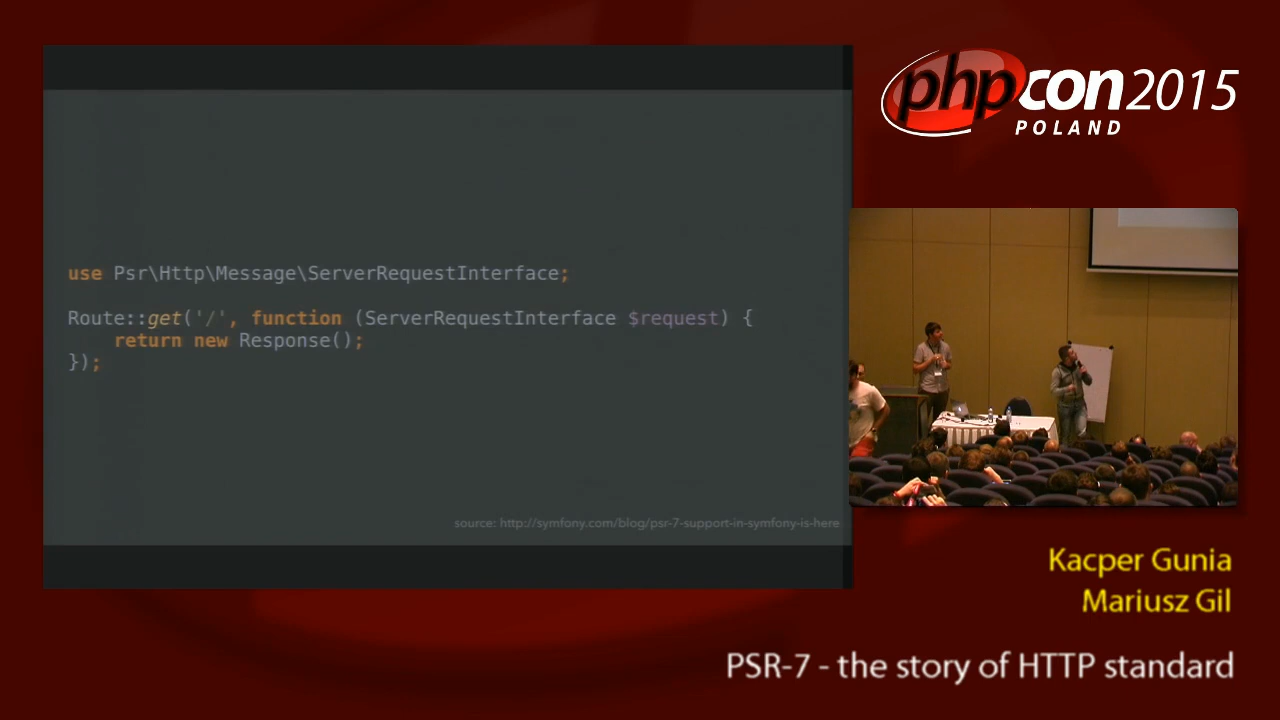 phpcon2015
POLAND
use Psr\Http\Message\ServerRequestInterface;
Route::get('/', function (ServerRequestInterface $request) {
    return new Response();
});
source: http://symfony.com/blog/psr-7-support-in-symfony-is-here
Kacper Gunia
Mariusz Gil
PSR-7 - the story of HTTP standard